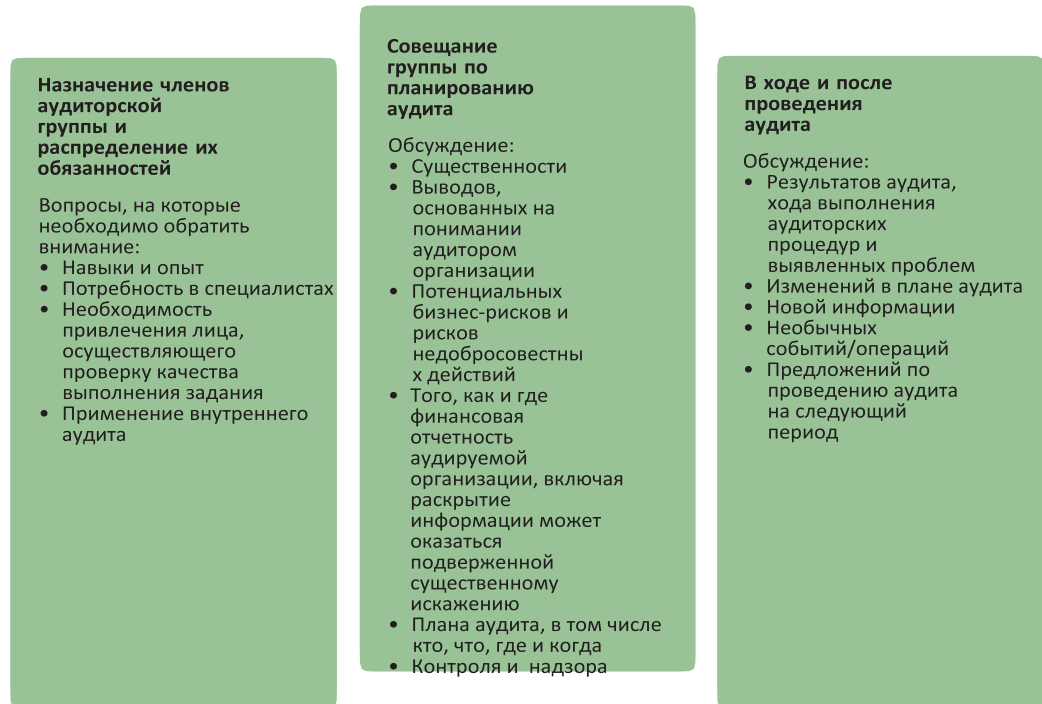 Назначение членов
аудиторской
группы и
распределение их
обязанностей
Вопросы, на которые
необходимо обратить
внимание:
• Навыки и опыт
• Потребность в специалистах
• Необходимость
привлечения лица,
осуществляющего
проверку качества
выполнения задания
• Применение внутреннего
аудита
Совещание
группы по
планированию
аудита
Обсуждение:
• Существенности
• Выводов,
основанных на
понимании
аудитором
организации
• Потенциальных
бизнес-рисков и
рисков
недобросовестны
х действий
• Того, как и где
финансовая
отчетность
аудируемой
организации, включая
раскрытие
информации может
оказаться
подверженной
существенному
искажению
• Плана аудита, в том числе
кто, что, где и когда
• Контроля и надзора
В ходе и после
проведения
аудита
Обсуждение:
• Результатов аудита,
хода выполнения
аудиторских
процедур и
выявленных проблем
• Изменений в плане аудита
• Новой информации
• Необычных
событий/операций
• Предложений по
проведению аудита
на следующий
период